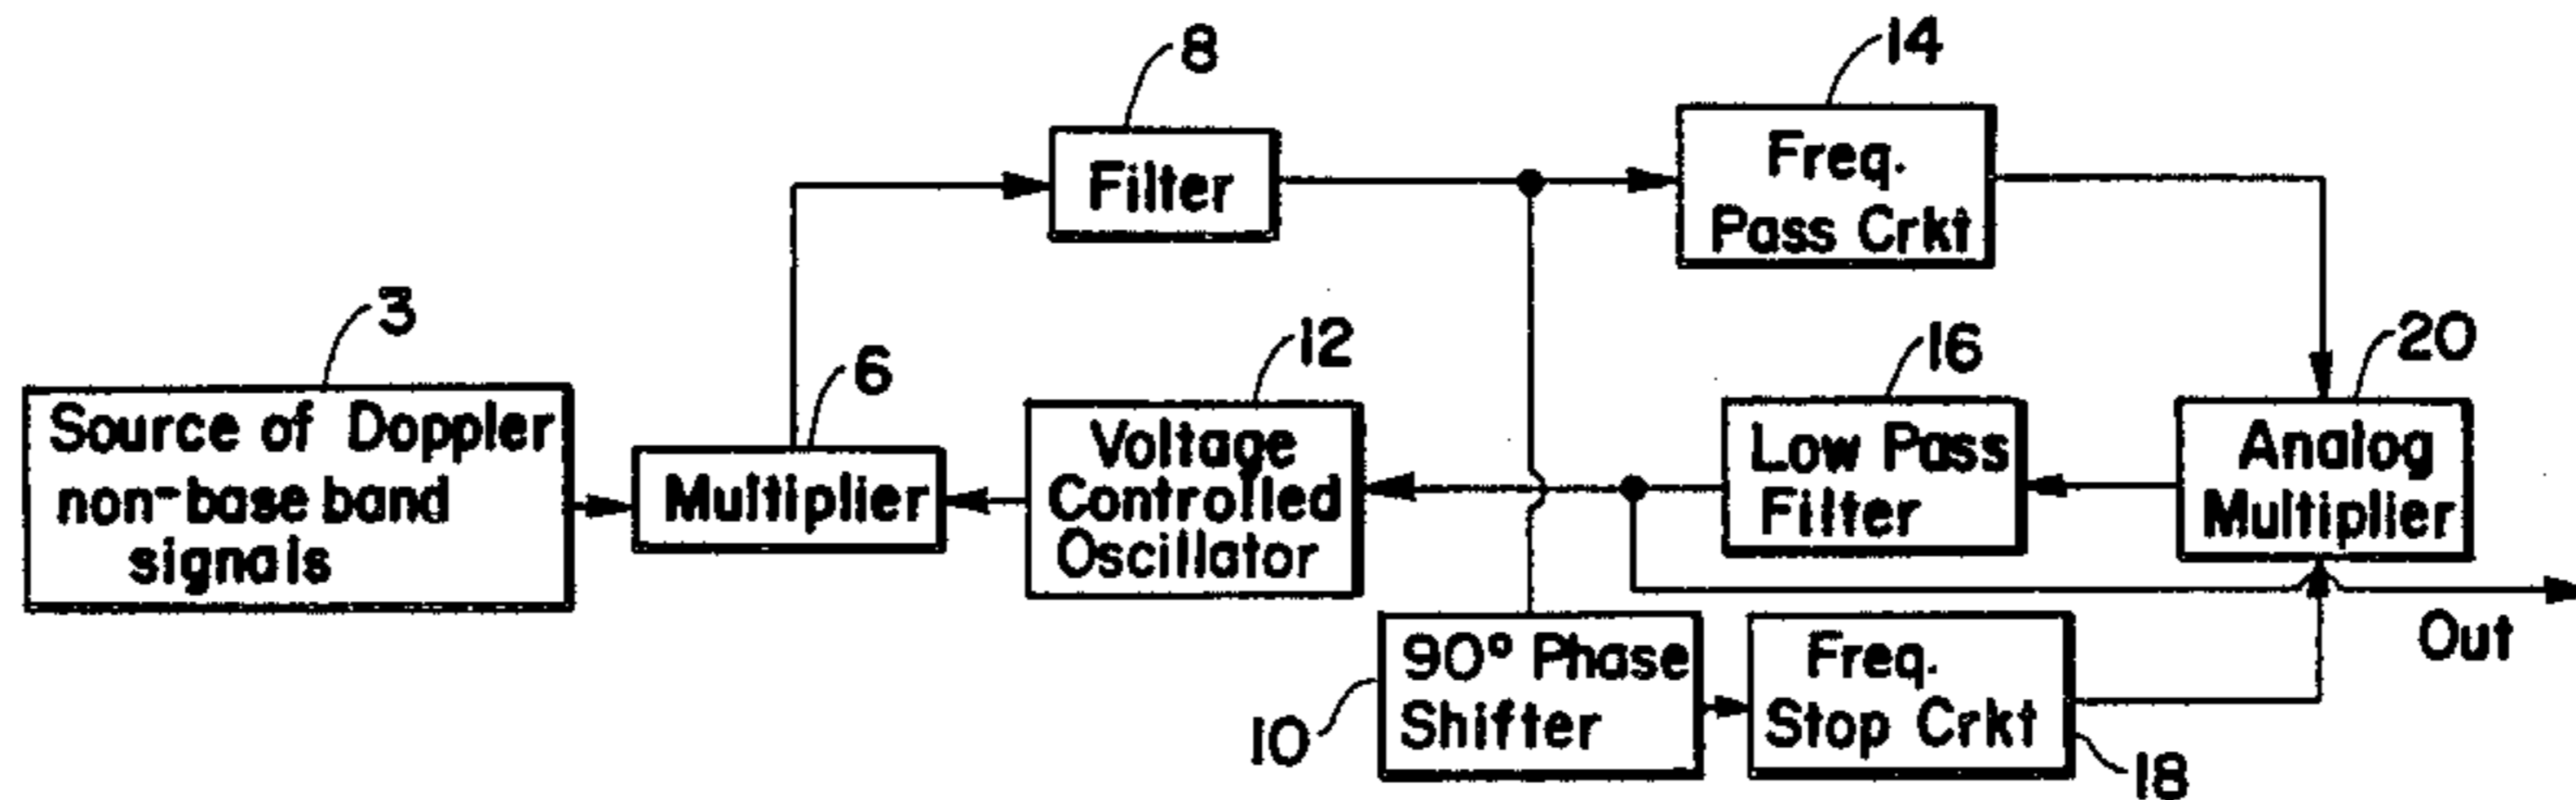 8
14
Filter
Freq.
Pass Crkt
3
6
12
16
20
Source of Doppler
non-base band
signals
Multiplier
Voltage
Controlled
Oscillator
Low Pass
Filter
Analog
Multiplier
Out
10
90° Phase
Shifter
Freq.
Stop Crkt
18